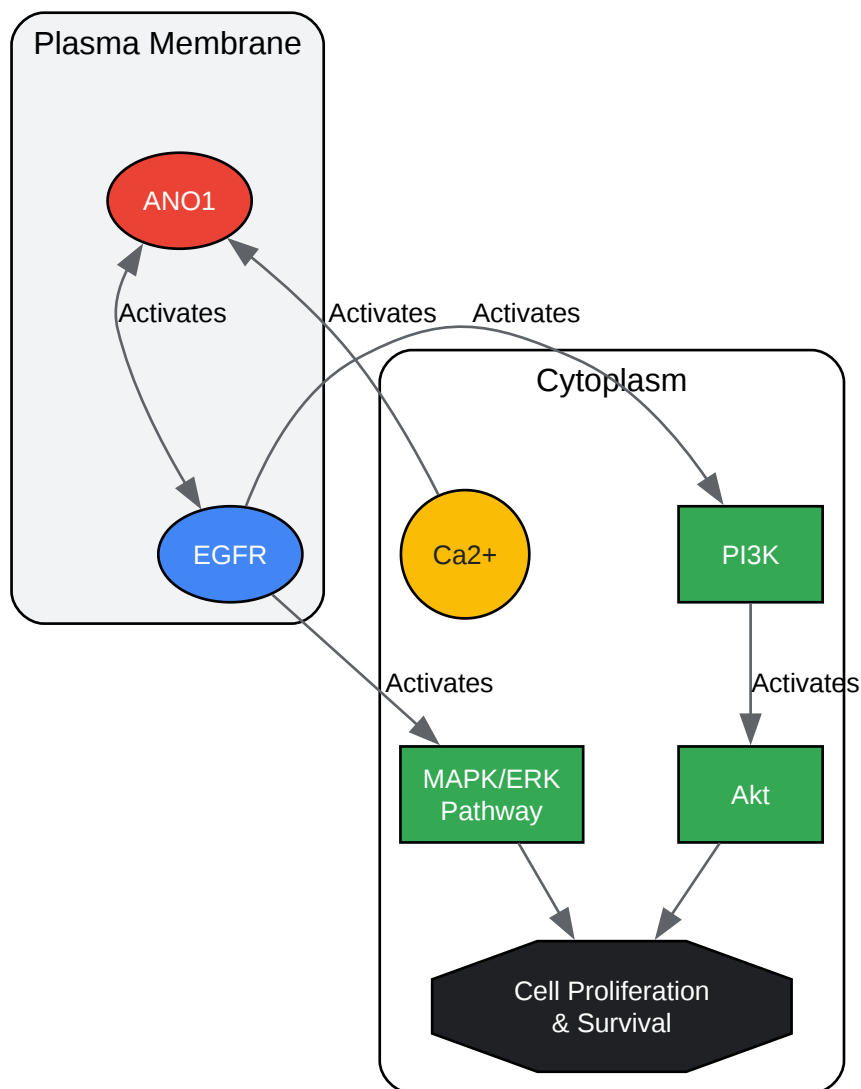 Plasma Membrane
ANO1
Activates
Activates
Activates
Cytoplasm
EGFR
Ca2+
PI3K
Activates
Activates
MAPK/ERK
Pathway
Akt
Cell Proliferation
& Survival